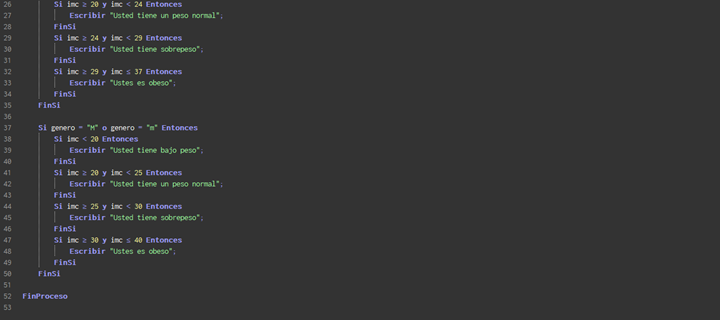 26 Si imc ≥ 20 y imc < 24 Entonces
27 Escribir "Usted tiene un peso normal";
28 FinSi
29 Si imc ≥ 24 y imc < 29 Entonces
30 Escribir "Usted tiene sobrepeso";
31 FinSi
32 Si imc ≥ 29 y imc ≤ 37 Entonces
33 Escribir "Ustes es obeso";
34 FinSi
35 FinSi
36
37 Si genero = "M" o genero = "m" Entonces
38 Si imc < 20 Entonces
39 Escribir "Usted tiene bajo peso";
40 FinSi
41 Si imc ≥ 20 y imc < 25 Entonces
42 Escribir "Usted tiene un peso normal";
43 FinSi
44 Si imc ≥ 25 y imc < 30 Entonces
45 Escribir "Usted tiene sobrepeso";
46 FinSi
47 Si imc ≥ 30 y imc ≤ 40 Entonces
48 Escribir "Ustes es obeso";
49 FinSi
50 FinSi
51
52 FinProceso
53